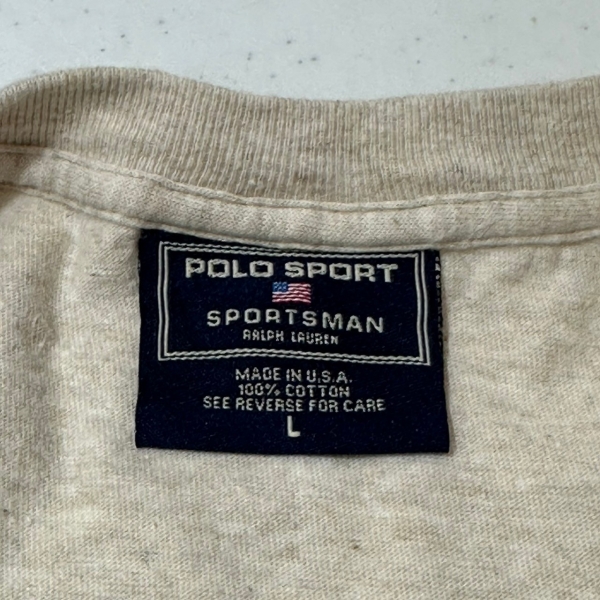 POLO SPORT
SPORTSMAN
RALPH LAUREN
MADE IN U.S.A.
100% COTTON
SEE REVERSE FOR CARE
L